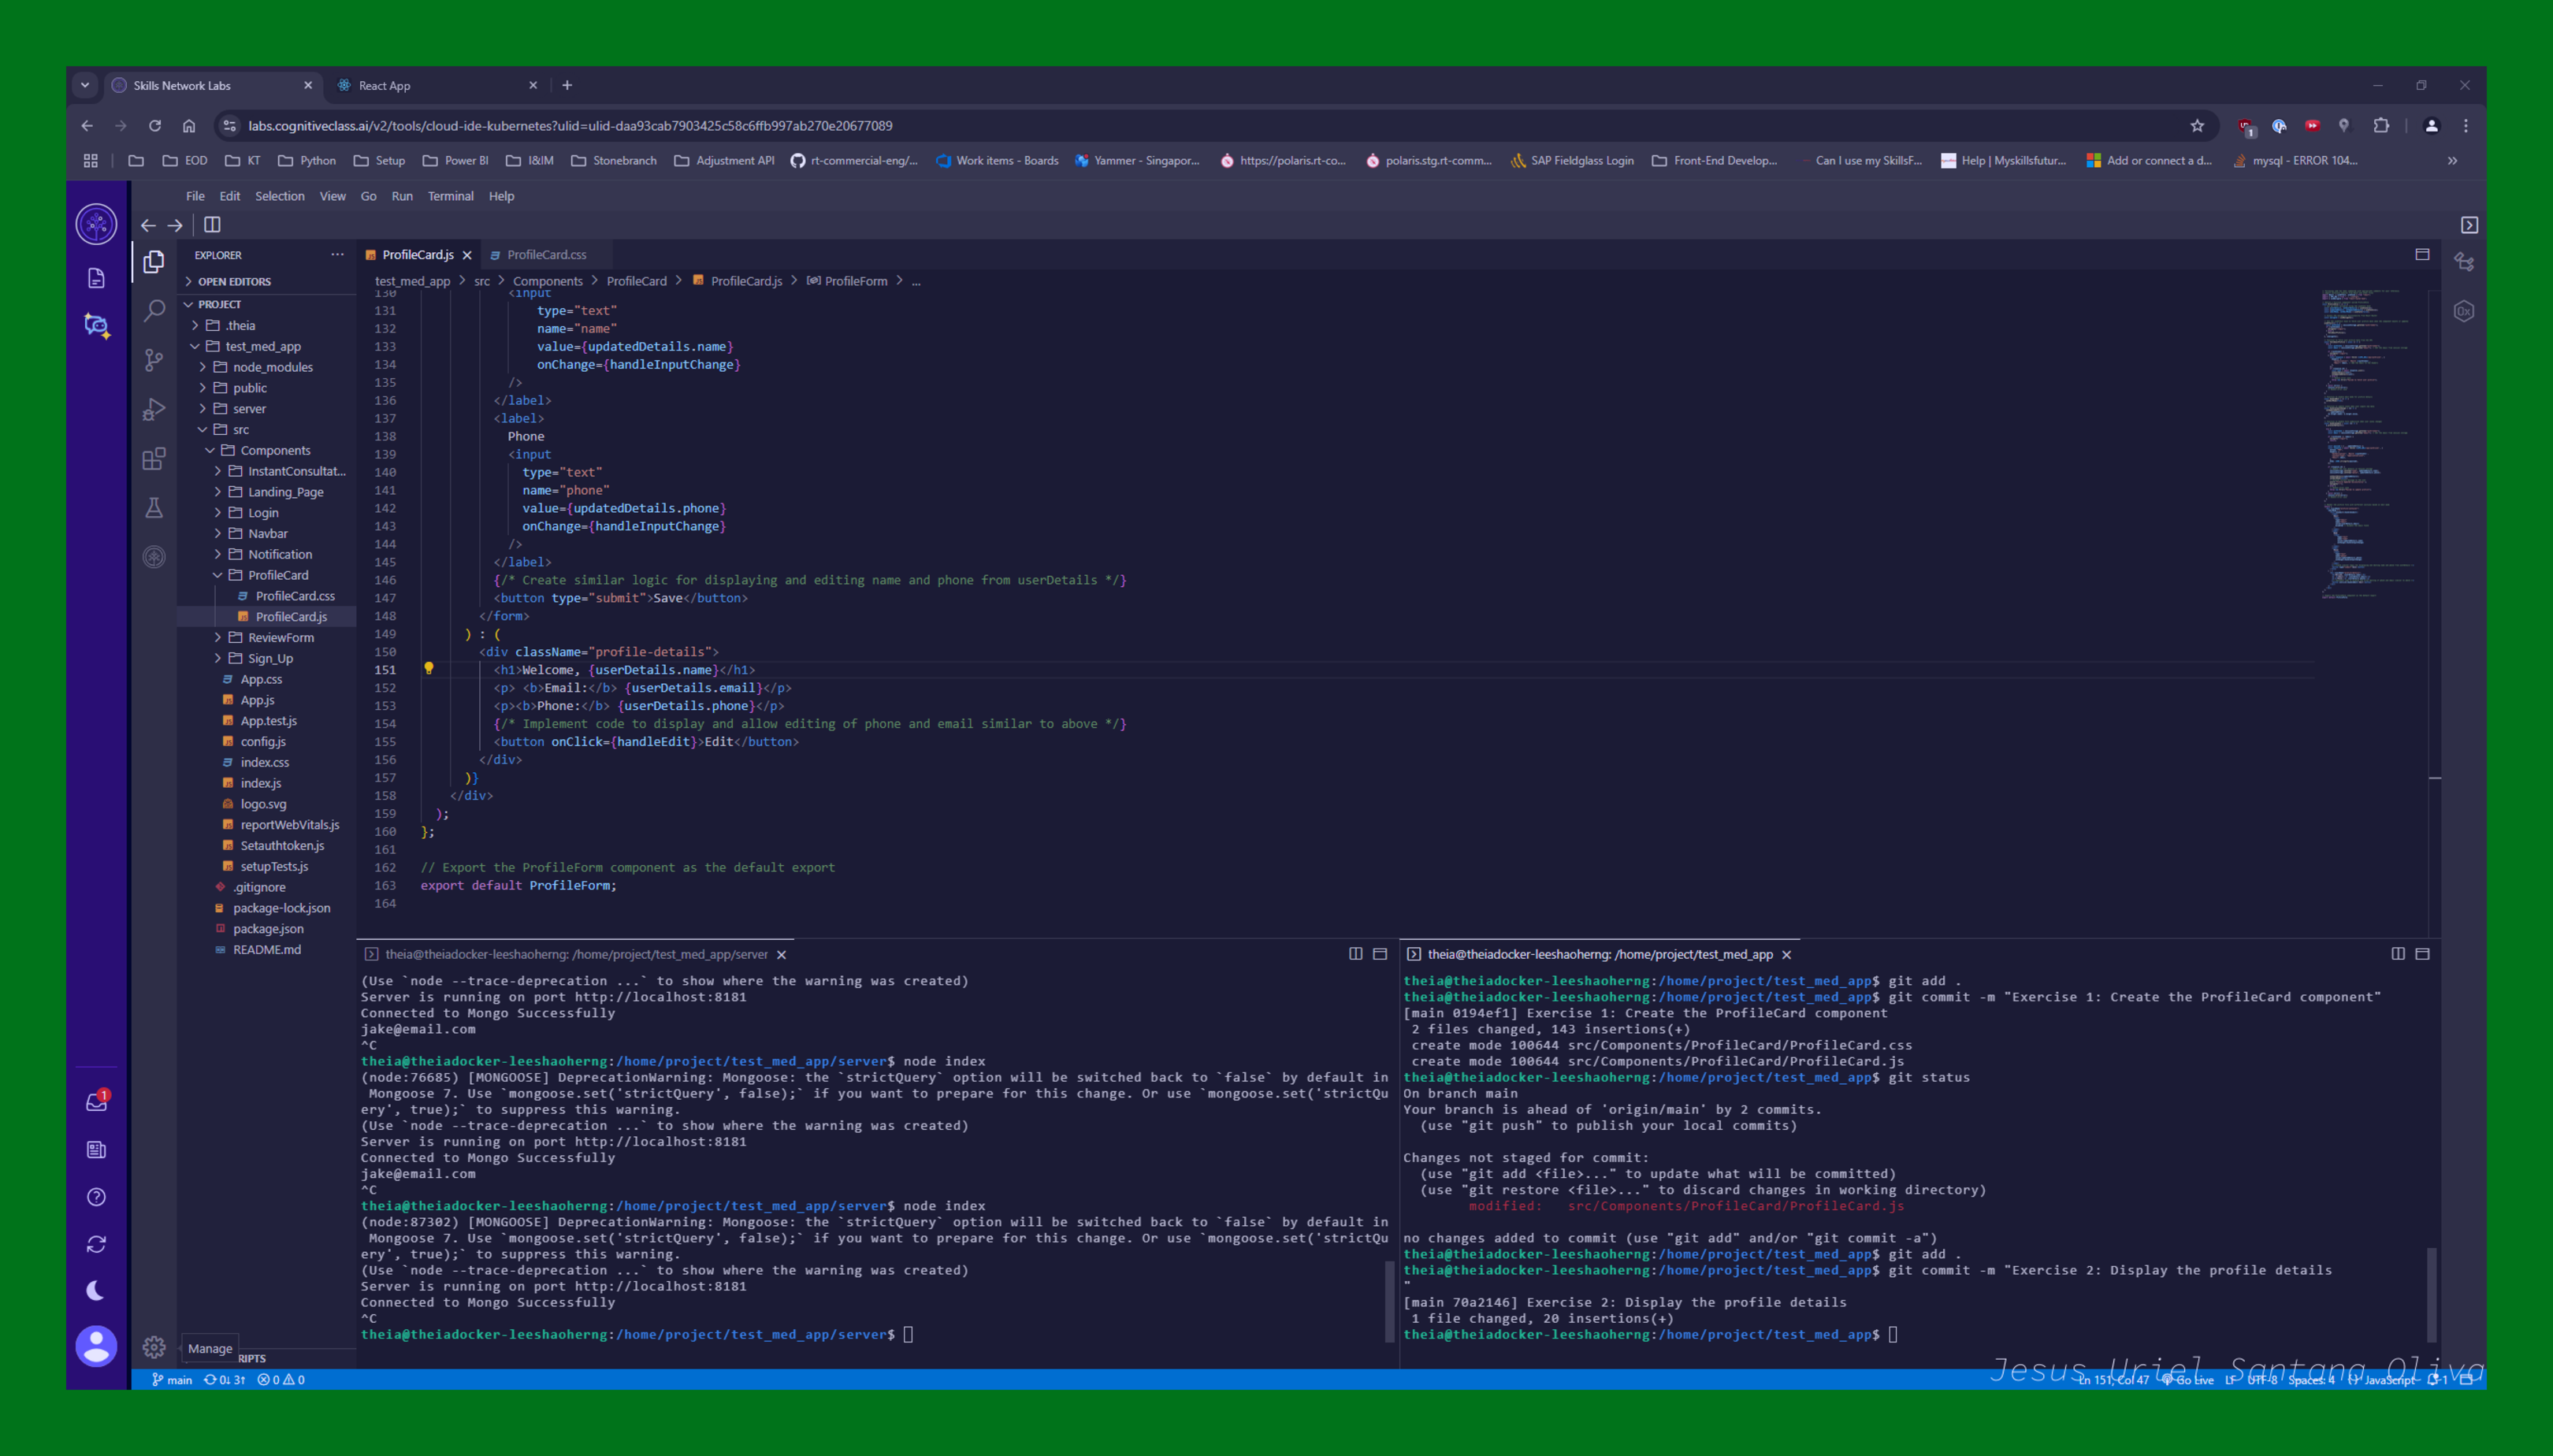 Skills Network Labs
React App
labs.cognitiveclass.ai/v2/tools/cloud-ide-kubernetes?ulid=ulid-daa93cab7903425c58c6ffb997ab270e20677089
1
EOD KT Python Setup Power BI I&IM Stonebranch Adjustment API rt-commercial-eng/... Work items - Boards Yammer - Singapor... https://polaris.rt-co... polaris.stg.rt-comm... SAP Fieldglass Login Front-End Develop... Can I use my SkillsF... Help | Myskillsfutur... Add or connect a d... mysql - ERROR 104...
File Edit Selection View Go Run Terminal Help
EXPLORER
OPEN EDITORS
PROJECT
.theia
test_med_app
node_modules
public
server
src
Components
InstantConsultat...
Landing_Page
Login
Navbar
Notification
ProfileCard
ProfileCard.css
ProfileCard.js
ReviewForm
Sign_Up
App.css
App.js
App.test.js
config.js
index.css
index.js
logo.svg
reportWebVitals.js
Setauthtoken.js
setupTests.js
.gitignore
package-lock.json
package.json
README.md
Manage
RIPTS
1
ProfileCard.js
ProfileCard.css
test_med_app > src > Components > ProfileCard > ProfileCard.js > ProfileForm > ...
130 <input
131 type="text"
132 name="name"
133 value={updatedDetails.name}
134 onChange={handleInputChange}
135 />
136 </label>
137 <label>
138 Phone
139 <input
140 type="text"
141 name="phone"
142 value={updatedDetails.phone}
143 onChange={handleInputChange}
144 />
145 </label>
146 {/* Create similar logic for displaying and editing name and phone from userDetails */}
147 <button type="submit">Save</button>
148 </form>
149 ) : (
150 <div className="profile-details">
151 <h1>Welcome, {userDetails.name}</h1>
152 <p> <b>Email:</b> {userDetails.email}</p>
153 <p><b>Phone:</b> {userDetails.phone}</p>
154 {/* Implement code to display and allow editing of phone and email similar to above */}
155 <button onClick={handleEdit}>Edit</button>
156 </div>
157 )}
158 </div>
159 );
160 };
161
162 // Export the ProfileForm component as the default export
163 export default ProfileForm;
164
theia@theiadocker-leeshaoherng: /home/project/test_med_app/server
(Use `node --trace-deprecation ...` to show where the warning was created)
Server is running on port http://localhost:8181
Connected to Mongo Successfully
jake@email.com
^C
theia@theiadocker-leeshaoherng:/home/project/test_med_app/server$ node index
(node:76685) [MONGOOSE] DeprecationWarning: Mongoose: the `strictQuery` option will be switched back to `false` by default in
Mongoose 7. Use `mongoose.set('strictQuery', false);` if you want to prepare for this change. Or use `mongoose.set('strictQu
ery', true);` to suppress this warning.
(Use `node --trace-deprecation ...` to show where the warning was created)
Server is running on port http://localhost:8181
Connected to Mongo Successfully
jake@email.com
^C
theia@theiadocker-leeshaoherng:/home/project/test_med_app/server$ node index
(node:87302) [MONGOOSE] DeprecationWarning: Mongoose: the `strictQuery` option will be switched back to `false` by default in
Mongoose 7. Use `mongoose.set('strictQuery', false);` if you want to prepare for this change. Or use `mongoose.set('strictQu
ery', true);` to suppress this warning.
(Use `node --trace-deprecation ...` to show where the warning was created)
Server is running on port http://localhost:8181
Connected to Mongo Successfully
^C
theia@theiadocker-leeshaoherng:/home/project/test_med_app/server$
theia@theiadocker-leeshaoherng: /home/project/test_med_app
theia@theiadocker-leeshaoherng:/home/project/test_med_app$ git add .
theia@theiadocker-leeshaoherng:/home/project/test_med_app$ git commit -m "Exercise 1: Create the ProfileCard component"
[main 0194ef1] Exercise 1: Create the ProfileCard component
2 files changed, 143 insertions(+)
create mode 100644 src/Components/ProfileCard/ProfileCard.css
create mode 100644 src/Components/ProfileCard/ProfileCard.js
theia@theiadocker-leeshaoherng:/home/project/test_med_app$ git status
On branch main
Your branch is ahead of 'origin/main' by 2 commits.
(use "git push" to publish your local commits)
Changes not staged for commit:
(use "git add <file>..." to update what will be committed)
(use "git restore <file>..." to discard changes in working directory)
modified: src/Components/ProfileCard/ProfileCard.js
no changes added to commit (use "git add" and/or "git commit -a")
theia@theiadocker-leeshaoherng:/home/project/test_med_app$ git add .
theia@theiadocker-leeshaoherng:/home/project/test_med_app$ git commit -m "Exercise 2: Display the profile details
"
[main 70a2146] Exercise 2: Display the profile details
1 file changed, 20 insertions(+)
theia@theiadocker-leeshaoherng:/home/project/test_med_app$
Jesus Uriel Santana Oliva
main 0↓ 3↑ 0 0
Ln 151, Col 47 Go Live LF UTF-8 Spaces: 4 JavaScript 1